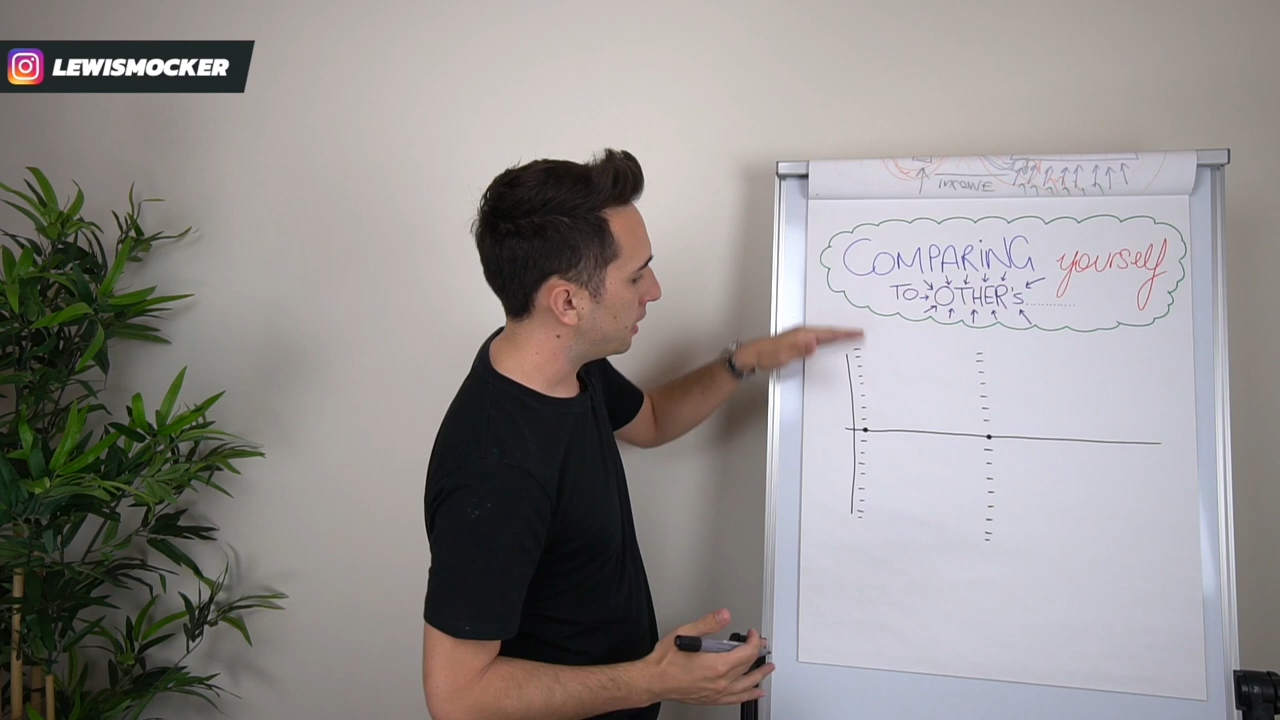 LEWISMOCKER
INCOME
COMPARING yourself
TO OTHER's............